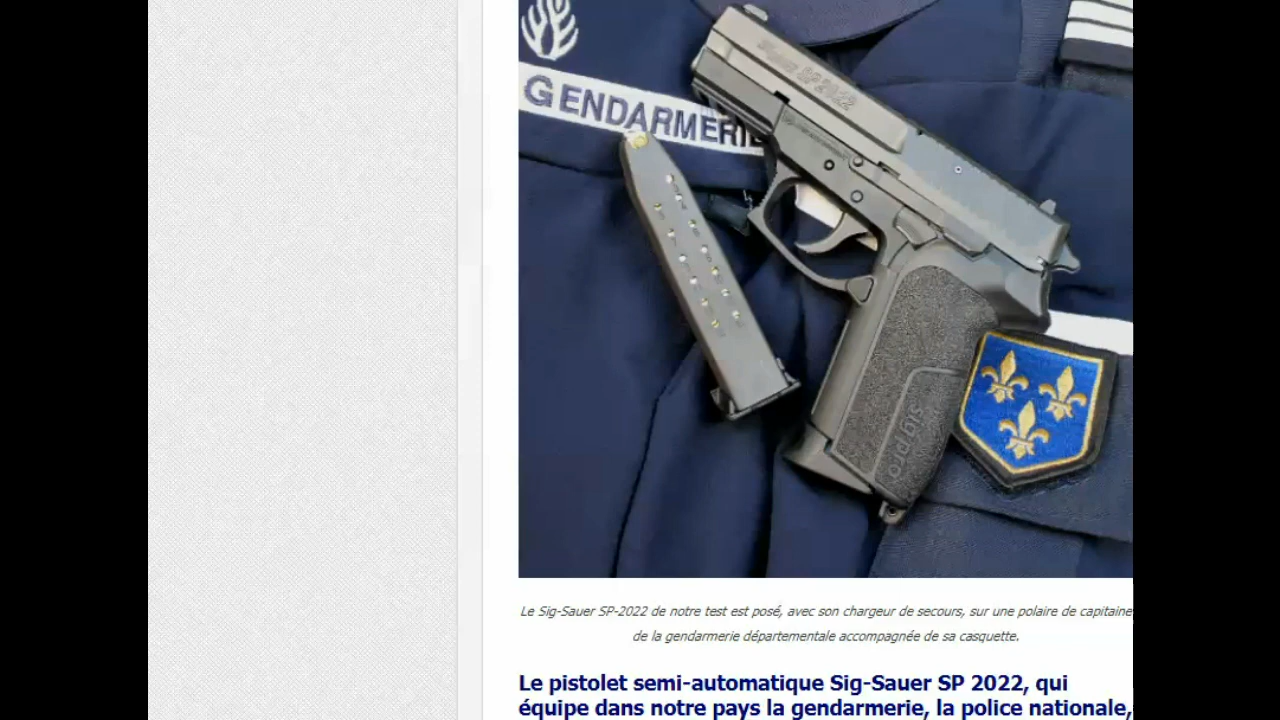 GENDARMERIE
SP 2022
sig pro
Le Sig-Sauer SP-2022 de notre test est posé, avec son chargeur de secours, sur une polaire de capitaine
de la gendarmerie départementale accompagnée de sa casquette.
Le pistolet semi-automatique Sig-Sauer SP 2022, qui
équipe dans notre pays la gendarmerie, la police nationale,